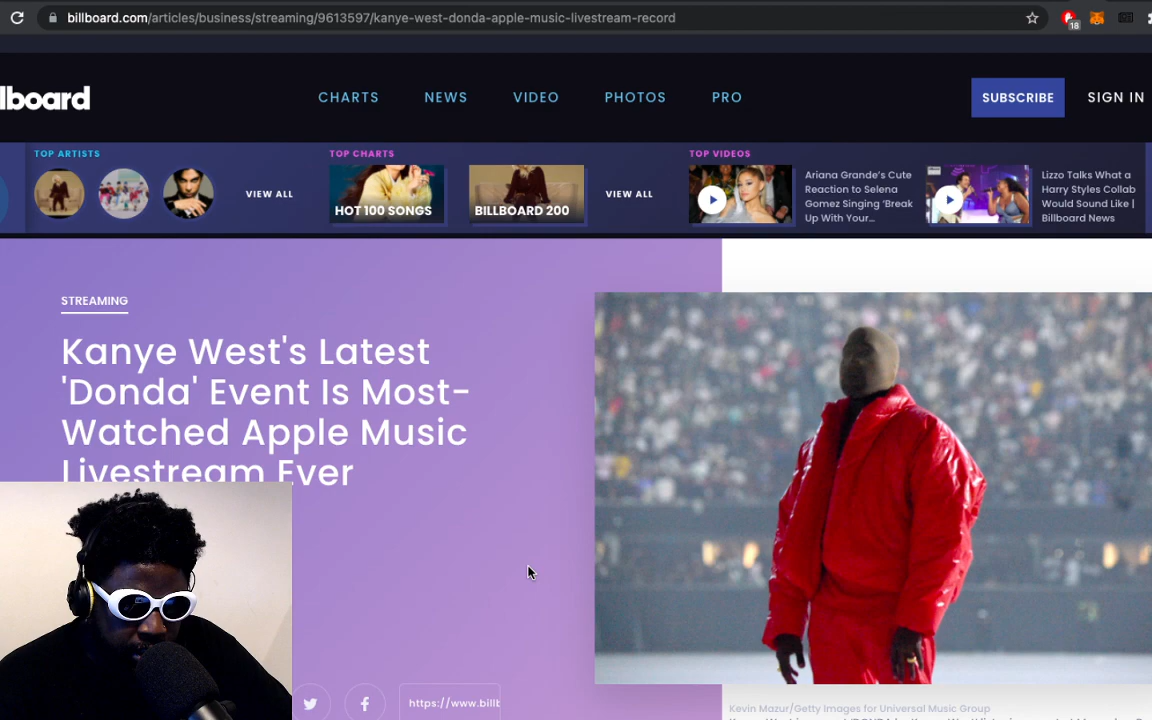 billboard.com/articles/business/streaming/9613597/kanye-west-donda-apple-music-livestream-record
18
lboard
CHARTS NEWS VIDEO PHOTOS PRO
SUBSCRIBE SIGN IN
TOP ARTISTS
VIEW ALL
TOP CHARTS
HOT 100 SONGS
BILLBOARD 200
VIEW ALL
TOP VIDEOS
Ariana Grande's Cute
Reaction to Selena
Gomez Singing 'Break
Up With Your...
Lizzo Talks What a
Harry Styles Collab
Would Sound Like |
Billboard News
STREAMING
Kanye West's Latest
'Donda' Event Is Most-
Watched Apple Music
Livestream Ever
https://www.billb
Kevin Mazur/Getty Images for Universal Music Group